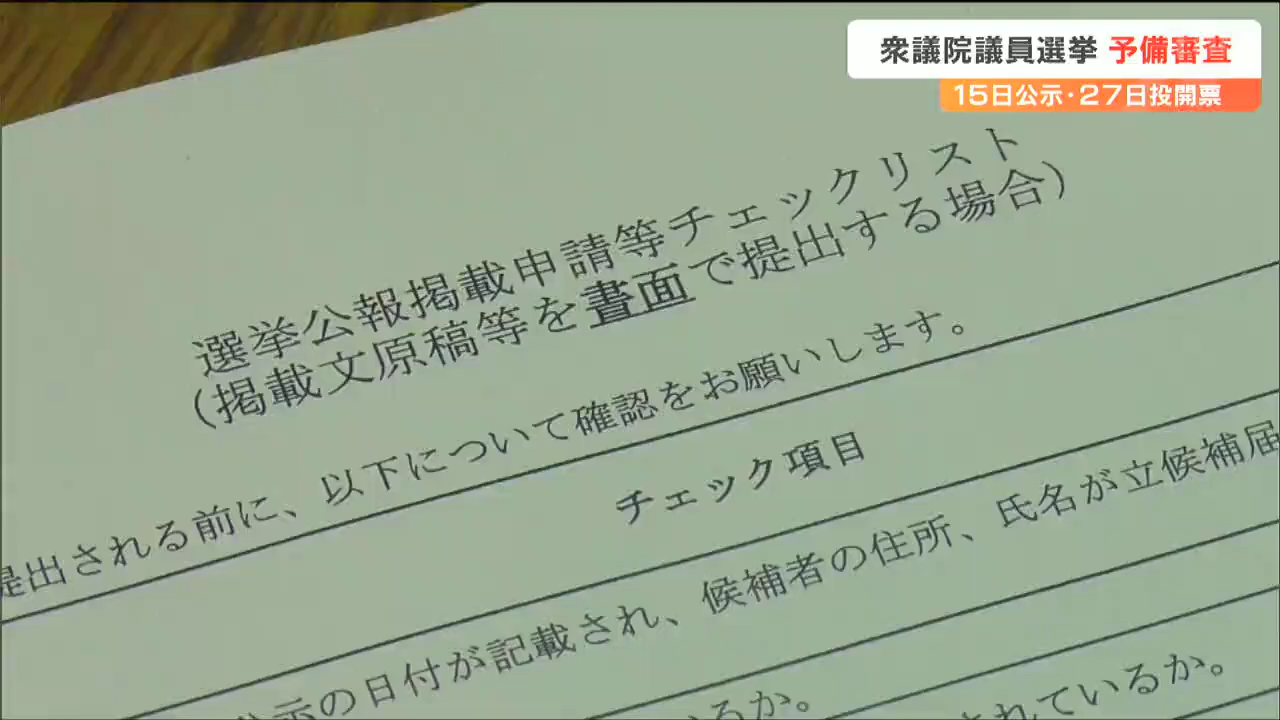 衆議院議員選挙 予備審査
15日公示・27日投開票
選挙公報掲載申請等チェックリスト
(掲載文原稿等を書面で提出する場合)
提出される前に、以下について確認をお願いします。
チェック項目
公示の日付が記載され、候補者の住所、氏名が立候補届
るか。
されているか。